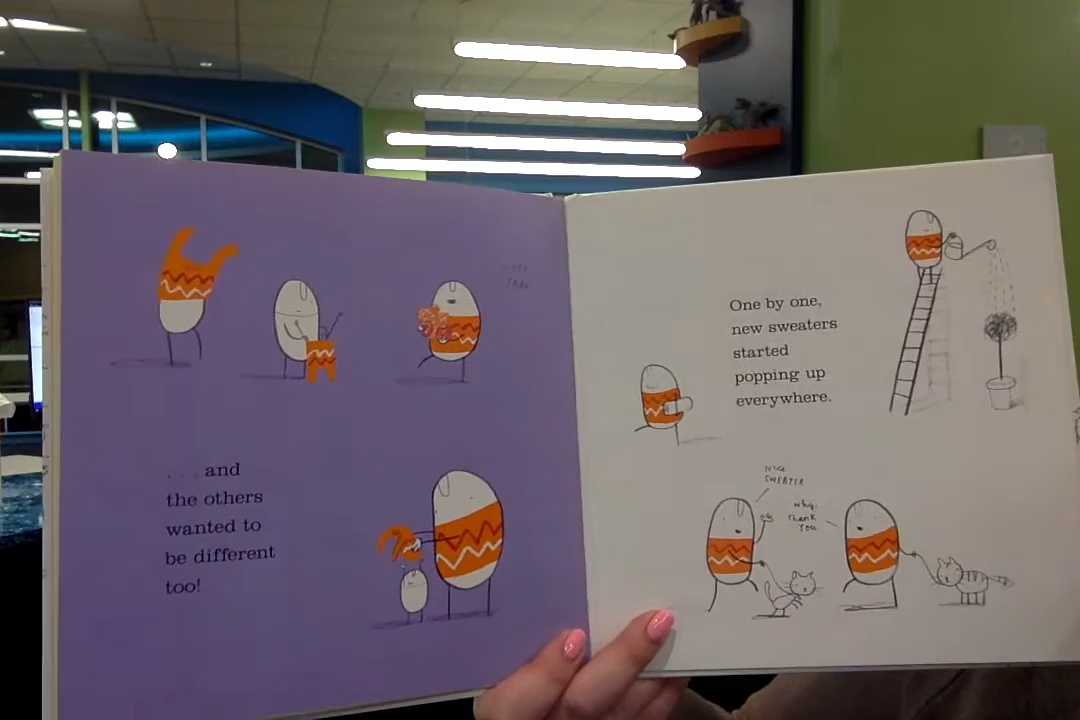 . . . and
the others
wanted to
be different
too!
One by one,
new sweaters
started
popping up
everywhere.
NICE
SWEATER
Why,
Thank
You.